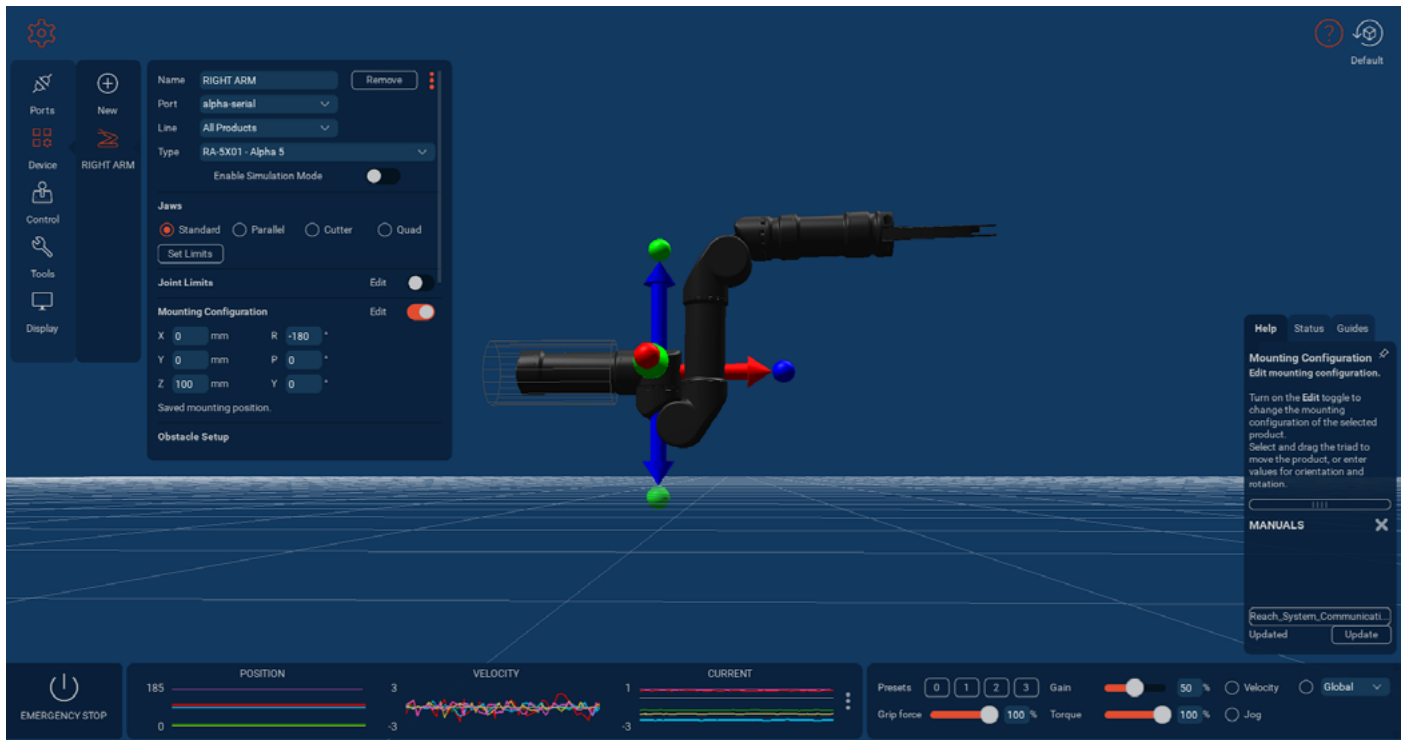 ?
Default
Ports
Device
Control
Tools
Display
New
RIGHT ARM
Name RIGHT ARM Remove
Port alpha-serial
Line All Products
Type RA-5X01 - Alpha 5
Enable Simulation Mode
Jaws
Standard Parallel Cutter Quad
Set Limits
Joint Limits Edit
Mounting Configuration Edit
X 0 mm R -180 °
Y 0 mm P 0 °
Z 100 mm Y 0 °
Saved mounting position.
Obstacle Setup
Help Status Guides
Mounting Configuration
Edit mounting configuration.
Turn on the Edit toggle to
change the mounting
configuration of the selected
product.
Select and drag the triad to
move the product, or enter
values for orientation and
rotation.
MANUALS
Reach_System_Communicati...
Updated Update
EMERGENCY STOP
POSITION
185
0
VELOCITY
3
-3
CURRENT
1
-3
Presets 0 1 2 3 Gain 50 % Velocity Global
Grip force 100 % Torque 100 % Jog